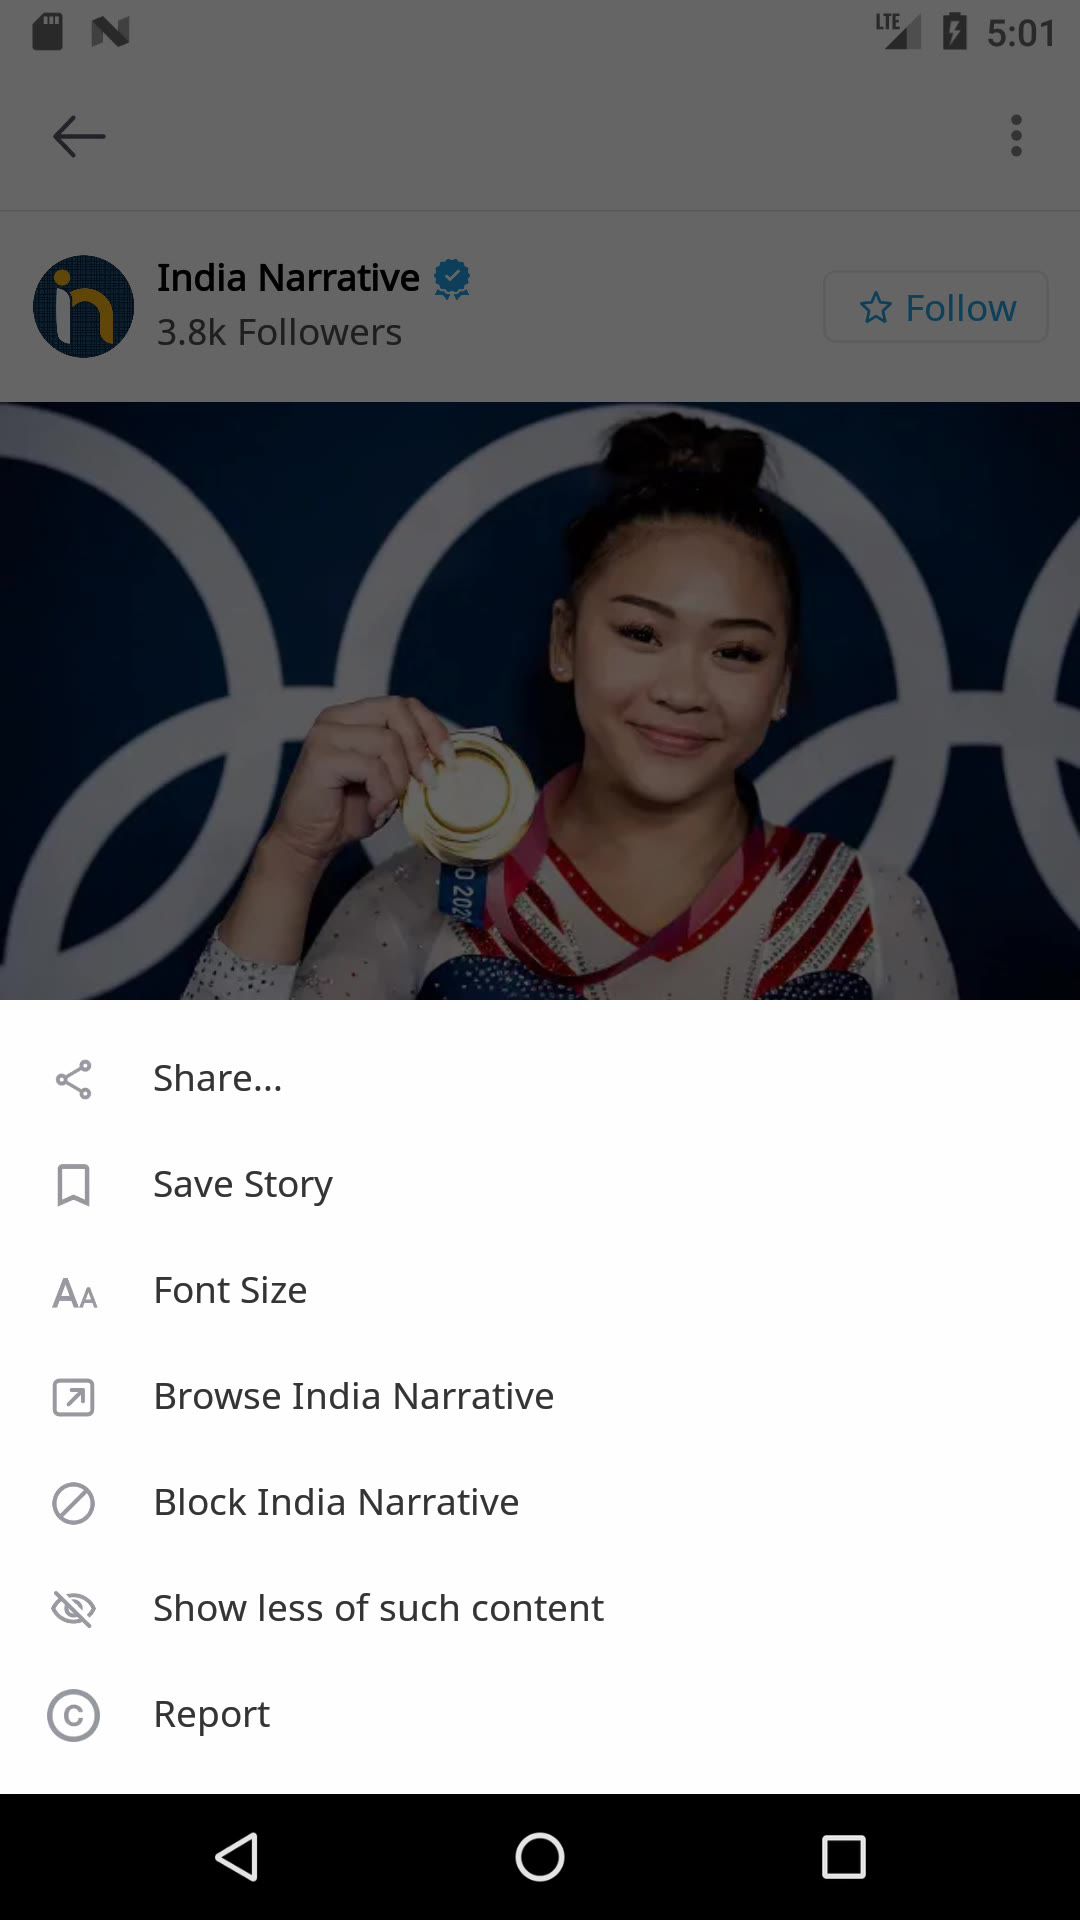 LTE 5:01
India Narrative
3.8k Followers
Follow
O 202
Share...
Save Story
Font Size
Browse India Narrative
Block India Narrative
Show less of such content
Report